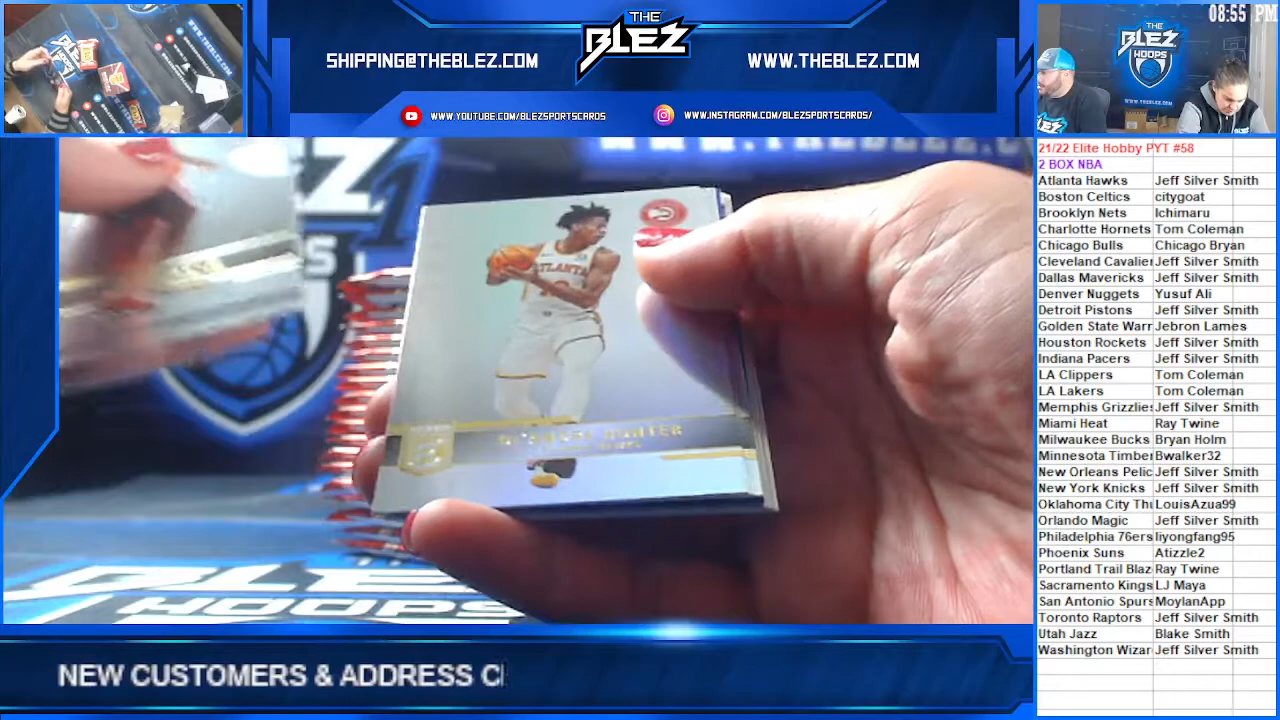 THE
BLEZ
SHIPPING@THEBLEZ.COM
WWW.THEBLEZ.COM
WWW.YOUTUBE.COM/BLEZSPORTSCARDS
WWW.INSTAGRAM.COM/BLEZSPORTSCARDS/
08:55 PM
THE
BLEZ
HOOPS
BLEZ
ATLANTA
HUNTER
HOOPS
21/22 Elite Hobby PYT #58
2 BOX NBA
Atlanta Hawks Jeff Silver Smith
Boston Celtics citygoat
Brooklyn Nets Ichimaru
Charlotte Hornets Tom Coleman
Chicago Bulls Chicago Bryan
Cleveland Cavalier Jeff Silver Smith
Dallas Mavericks Jeff Silver Smith
Denver Nuggets Yusuf Ali
Detroit Pistons Jeff Silver Smith
Golden State Warr Jebron Lames
Houston Rockets Jeff Silver Smith
Indiana Pacers Jeff Silver Smith
LA Clippers Tom Coleman
LA Lakers Tom Coleman
Memphis Grizzlies Jeff Silver Smith
Miami Heat Ray Twine
Milwaukee Bucks Bryan Holm
Minnesota Timber Bwalker32
New Orleans Pelic Jeff Silver Smith
New York Knicks Jeff Silver Smith
Oklahoma City Thu LouisAzua99
Orlando Magic Jeff Silver Smith
Philadelphia 76ers liyongfang95
Phoenix Suns Atizzle2
Portland Trail Blaz Ray Twine
Sacramento Kings LJ Maya
San Antonio Spurs MoylanApp
Toronto Raptors Jeff Silver Smith
Utah Jazz Blake Smith
Washington Wizar Jeff Silver Smith
NEW CUSTOMERS & ADDRESS C